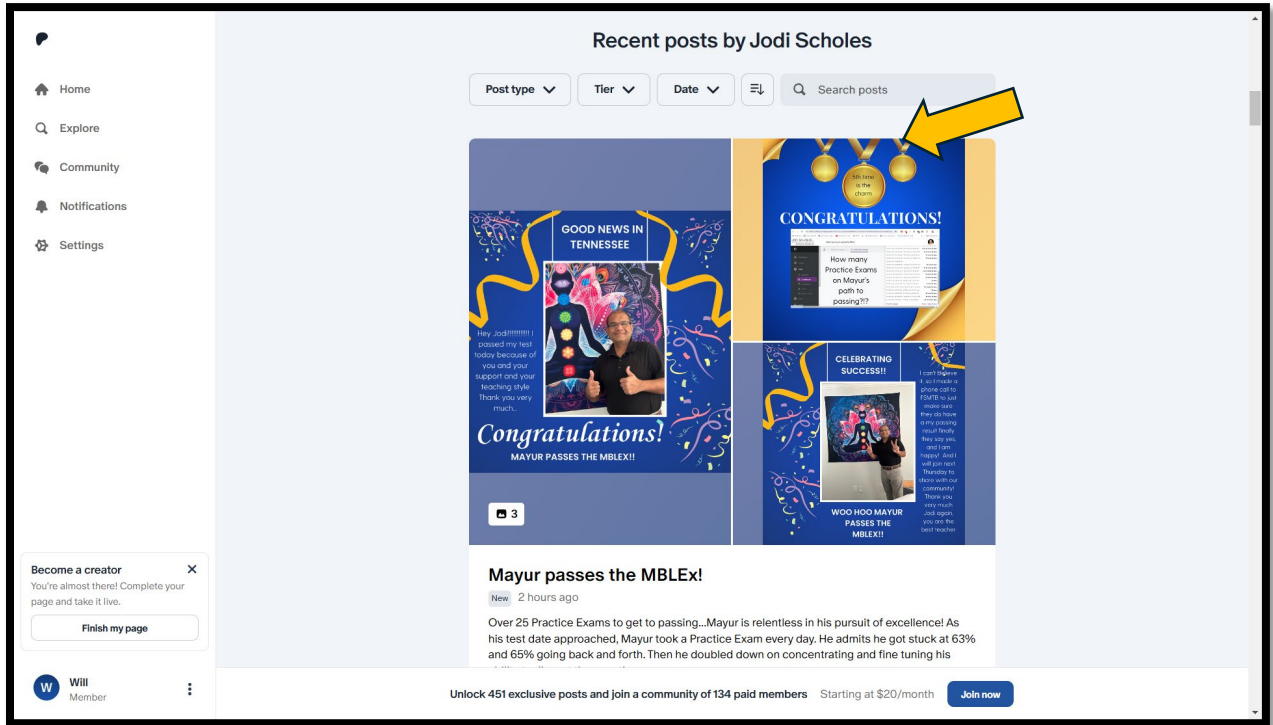 Home
Explore
Community
Notifications
Settings
Become a creator
You're almost there! Complete your
page and take it live.
Finish my page
W
Will
Member
Recent posts by Jodi Scholes
Post type
Tier
Date
Search posts
GOOD NEWS IN
TENNESSEE
Hey Jodi!!!!!!!!!!! I
passed my test
today because of
you and your
support and your
teaching style
Thank you very
much..
Congratulations!
MAYUR PASSES THE MBLEX!!
3
5th time
is the
charm
CONGRATULATIONS!
How many
Practice Exams
on Mayur's
path to
passing?!?
CELEBRATING
SUCCESS!!
I can't believe
it, so I made a
phone call to
FSMTB to just
make sure
they do have
a my passing
result finally
they say yes,
and I am
happy! And I
will join next
Thursday to
share with our
community!
Thank you
very much
Jodi again,
you are the
best teacher
WOO HOO MAYUR
PASSES THE
MBLEX!!
Mayur passes the MBLEx!
New 2 hours ago
Over 25 Practice Exams to get to passing...Mayur is relentless in his pursuit of excellence! As
his test date approached, Mayur took a Practice Exam every day. He admits he got stuck at 63%
and 65% going back and forth. Then he doubled down on concentrating and fine tuning his
Unlock 451 exclusive posts and join a community of 134 paid members Starting at $20/month Join now